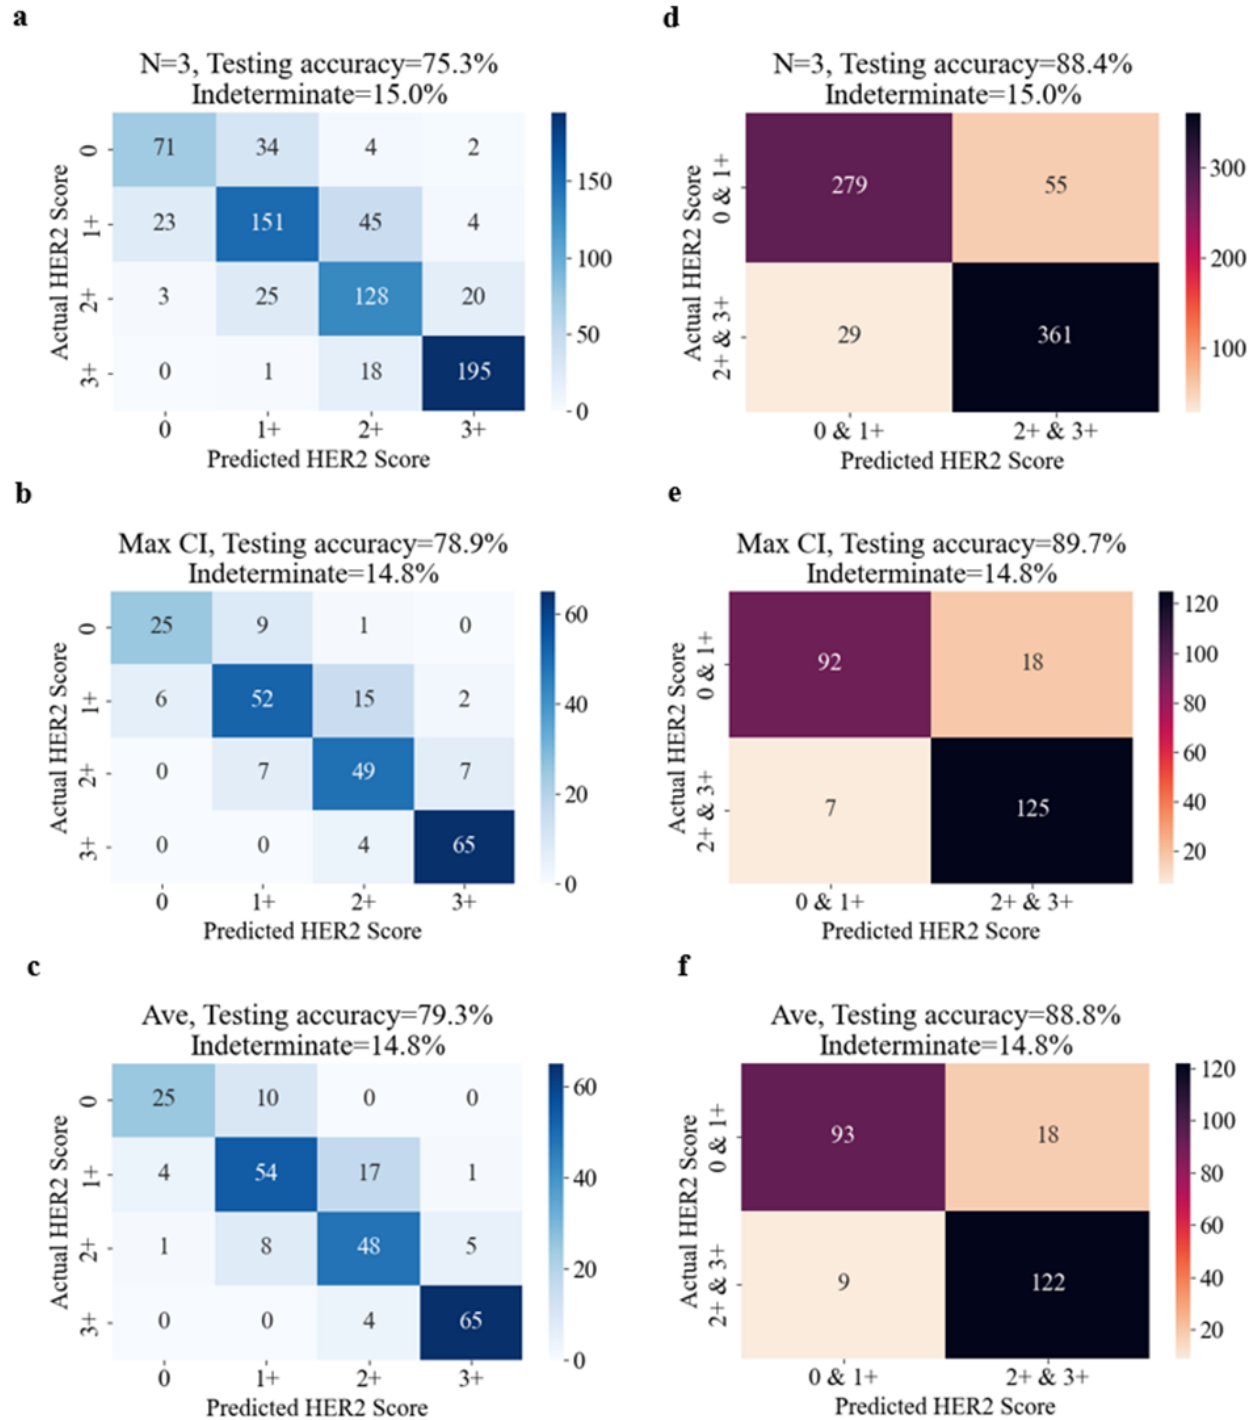 a
N=3, Testing accuracy=75.3%
Indeterminate=15.0%
Actual HER2 Score
0 71 34 4 2
1+ 23 151 45 4
2+ 3 25 128 20
3+ 0 1 18 195
0 1+ 2+ 3+
Predicted HER2 Score
150
100
50
0
d
N=3, Testing accuracy=88.4%
Indeterminate=15.0%
Actual HER2 Score
0 & 1+ 279 55
2+ & 3+ 29 361
0 & 1+ 2+ & 3+
Predicted HER2 Score
300
200
100
b
Max CI, Testing accuracy=78.9%
Indeterminate=14.8%
Actual HER2 Score
0 25 9 1 0
1+ 6 52 15 2
2+ 0 7 49 7
3+ 0 0 4 65
0 1+ 2+ 3+
Predicted HER2 Score
60
40
20
0
e
Max CI, Testing accuracy=89.7%
Indeterminate=14.8%
Actual HER2 Score
0 & 1+ 92 18
2+ & 3+ 7 125
0 & 1+ 2+ & 3+
Predicted HER2 Score
120
100
80
60
40
20
c
Ave, Testing accuracy=79.3%
Indeterminate=14.8%
Actual HER2 Score
0 25 10 0 0
1+ 4 54 17 1
2+ 1 8 48 5
3+ 0 0 4 65
0 1+ 2+ 3+
Predicted HER2 Score
60
40
20
0
f
Ave, Testing accuracy=88.8%
Indeterminate=14.8%
Actual HER2 Score
0 & 1+ 93 18
2+ & 3+ 9 122
0 & 1+ 2+ & 3+
Predicted HER2 Score
120
100
80
60
40
20